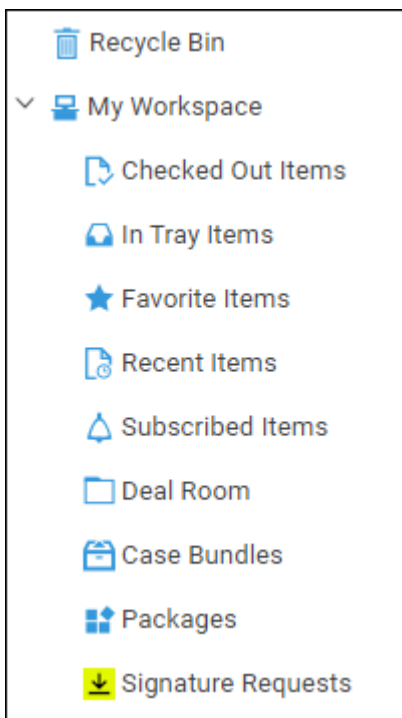 Recycle Bin
My Workspace
Checked Out Items
In Tray Items
Favorite Items
Recent Items
Subscribed Items
Deal Room
Case Bundles
Packages
Signature Requests